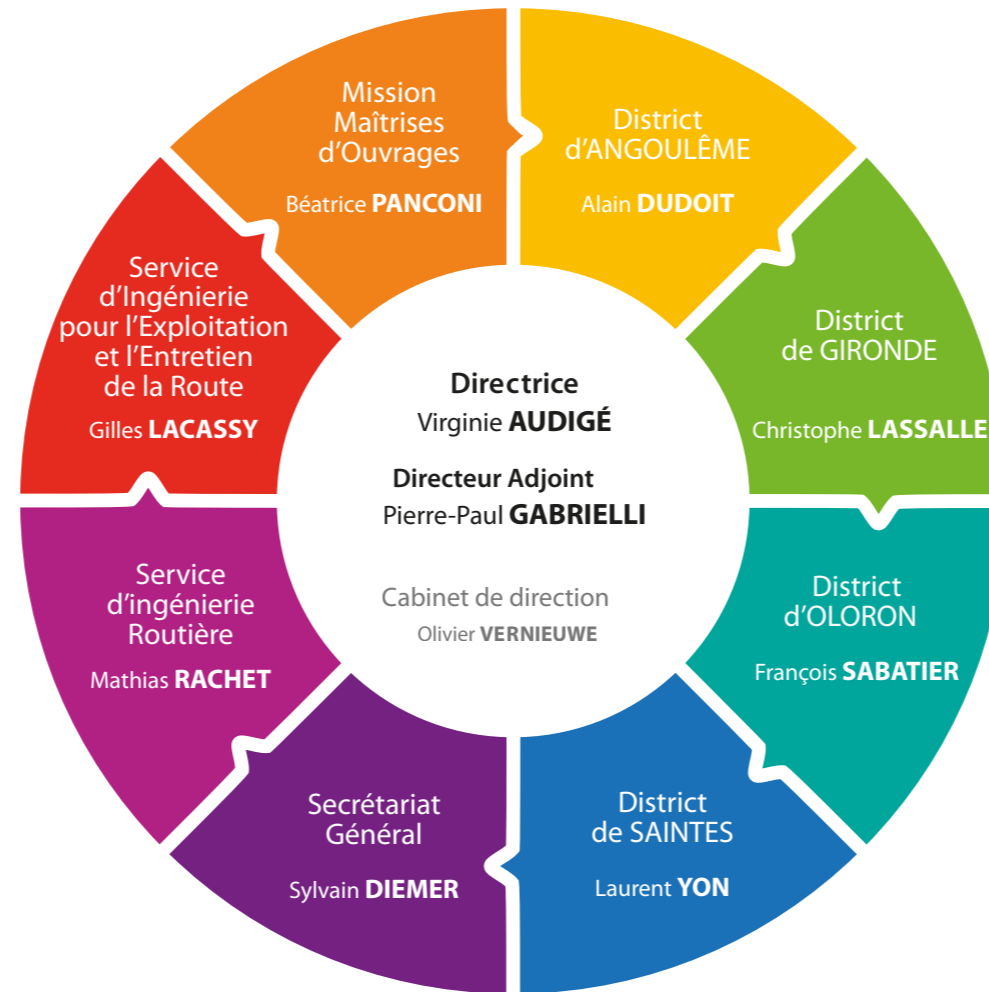 Mission
Maîtrises
d'Ouvrages
Béatrice PANCONI
District
d'ANGOULÊME
Alain DUDOIT
District
de GIRONDE
Christophe LASSALLE
District
d'OLORON
François SABATIER
District
de SAINTES
Laurent YON
Secrétariat
Général
Sylvain DIEMER
Service
d'ingénierie
Routière
Mathias RACHET
Service
d'Ingénierie
pour l'Exploitation
et l'Entretien
de la Route
Gilles LACASSY
Directrice
Virginie AUDIGÉ
Directeur Adjoint
Pierre-Paul GABRIELLI
Cabinet de direction
Olivier VERNIEUWE